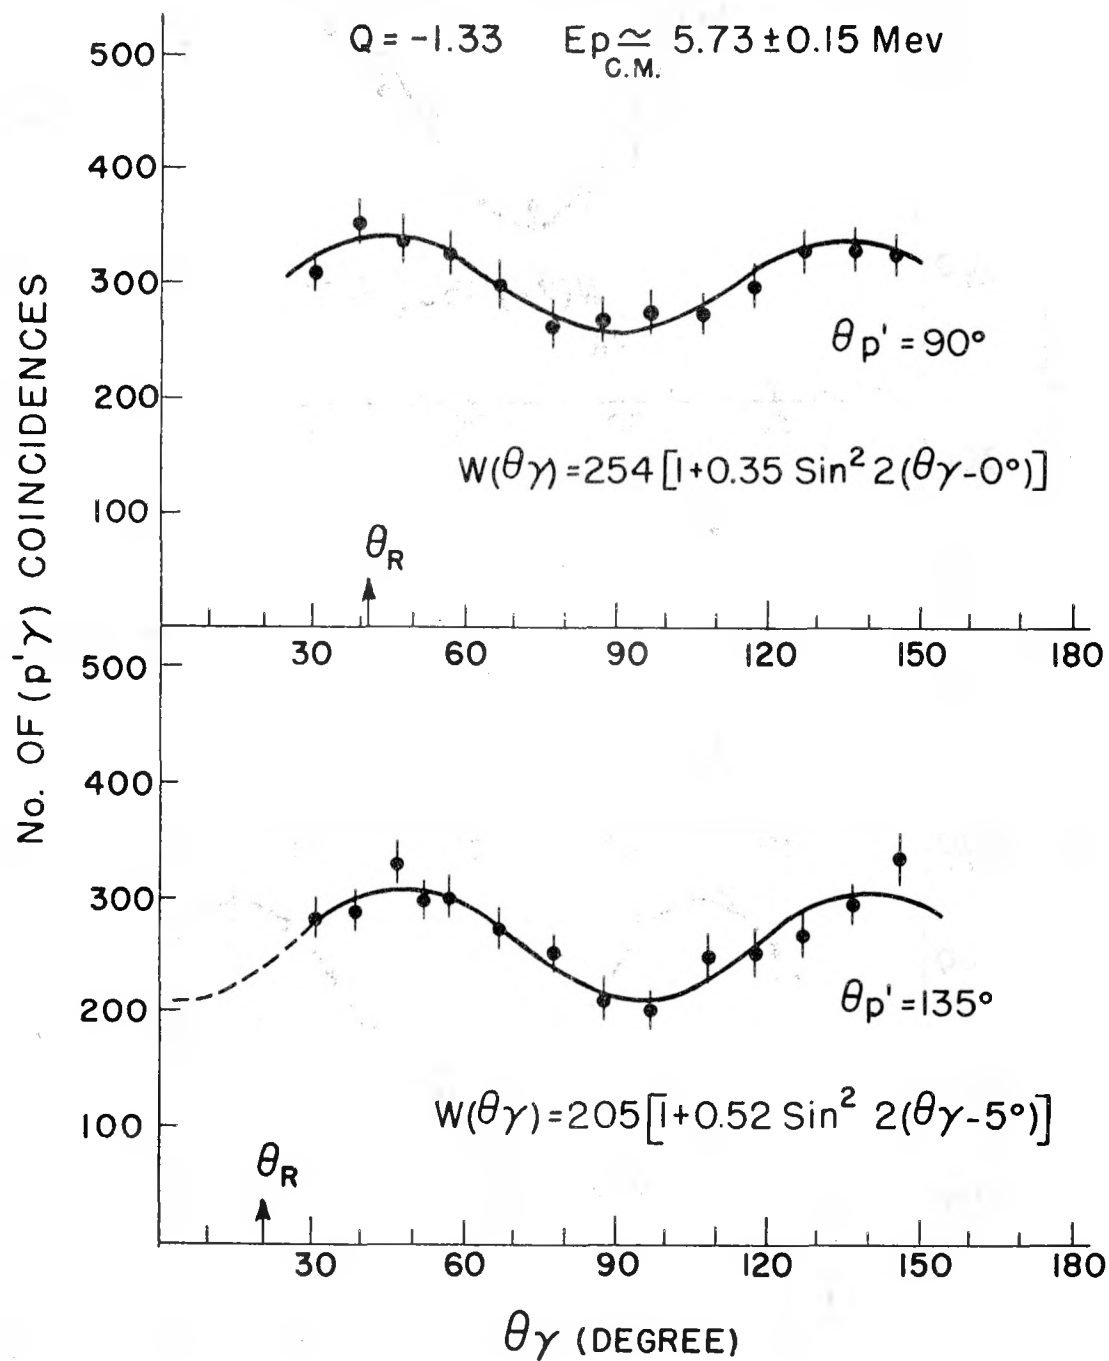 Q = -1.33 Ep ≃ 5.73 ± 0.15 Mev
C.M.
No. OF (p'γ) COINCIDENCES
500
400
300
200
100
θp' = 90°
W(θγ) = 254 [1+0.35 Sin² 2(θγ-0°)]
θR
30 60 90 120 150 180
500
400
300
200
100
θp' = 135°
W(θγ) = 205 [1+0.52 Sin² 2(θγ-5°)]
θR
30 60 90 120 150 180
θγ (DEGREE)